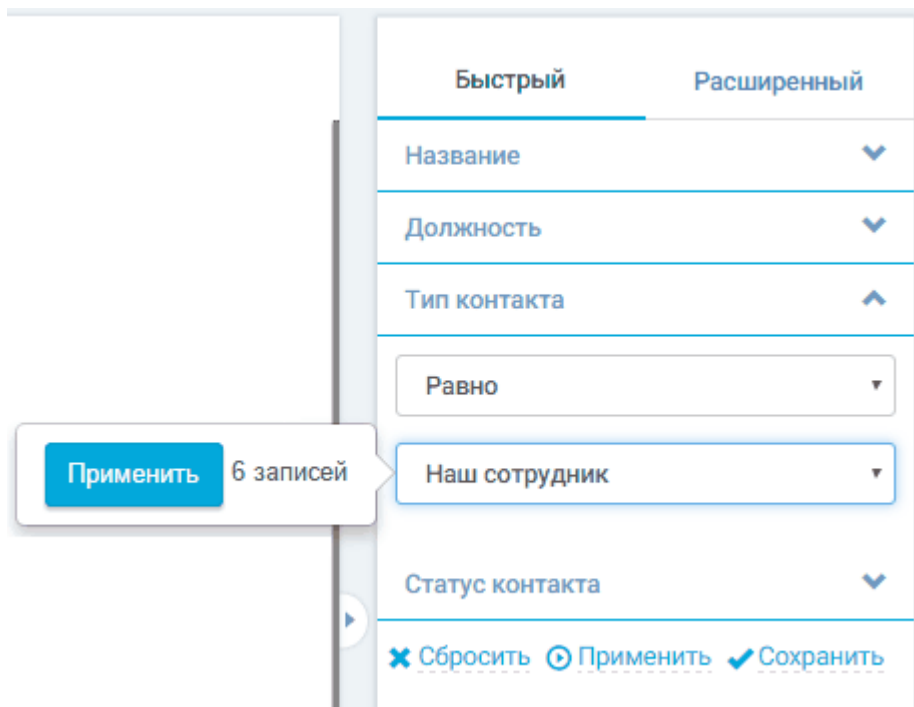 Быстрый Расширенный
Название
Должность
Тип контакта
Равно
Применить 6 записей
Наш сотрудник
Статус контакта
Сбросить Применить Сохранить